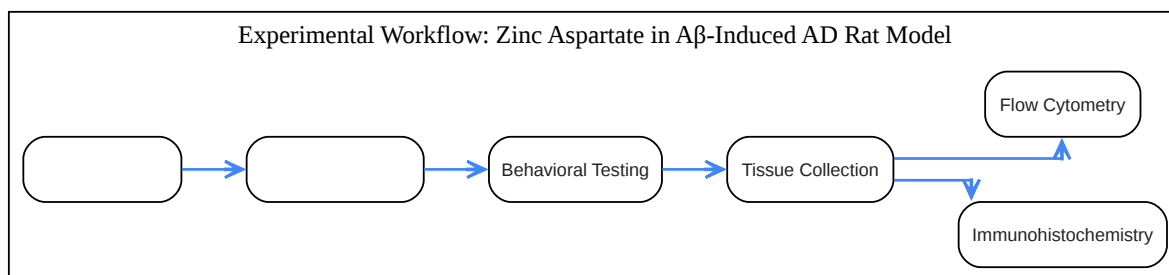 Experimental Workflow: Zinc Aspartate in Aβ-Induced AD Rat Model
Flow Cytometry
Behavioral Testing
Tissue Collection
Immunohistochemistry